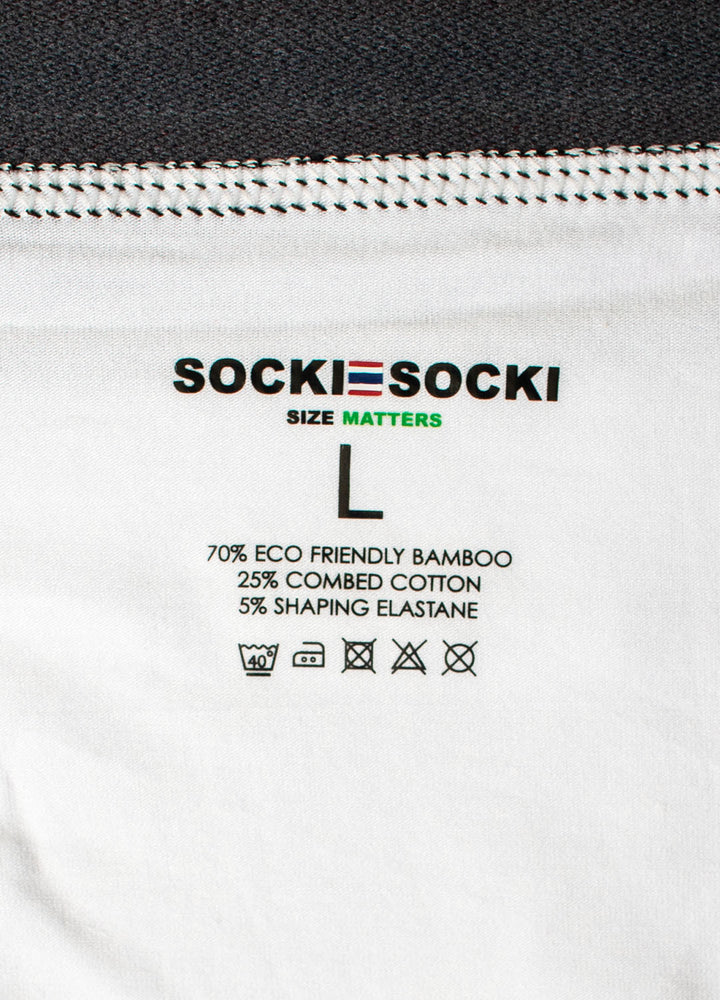 SOCKI SOCKI
SIZE MATTERS
L
70% ECO FRIENDLY BAMBOO
25% COMBED COTTON
5% SHAPING ELASTANE
40°